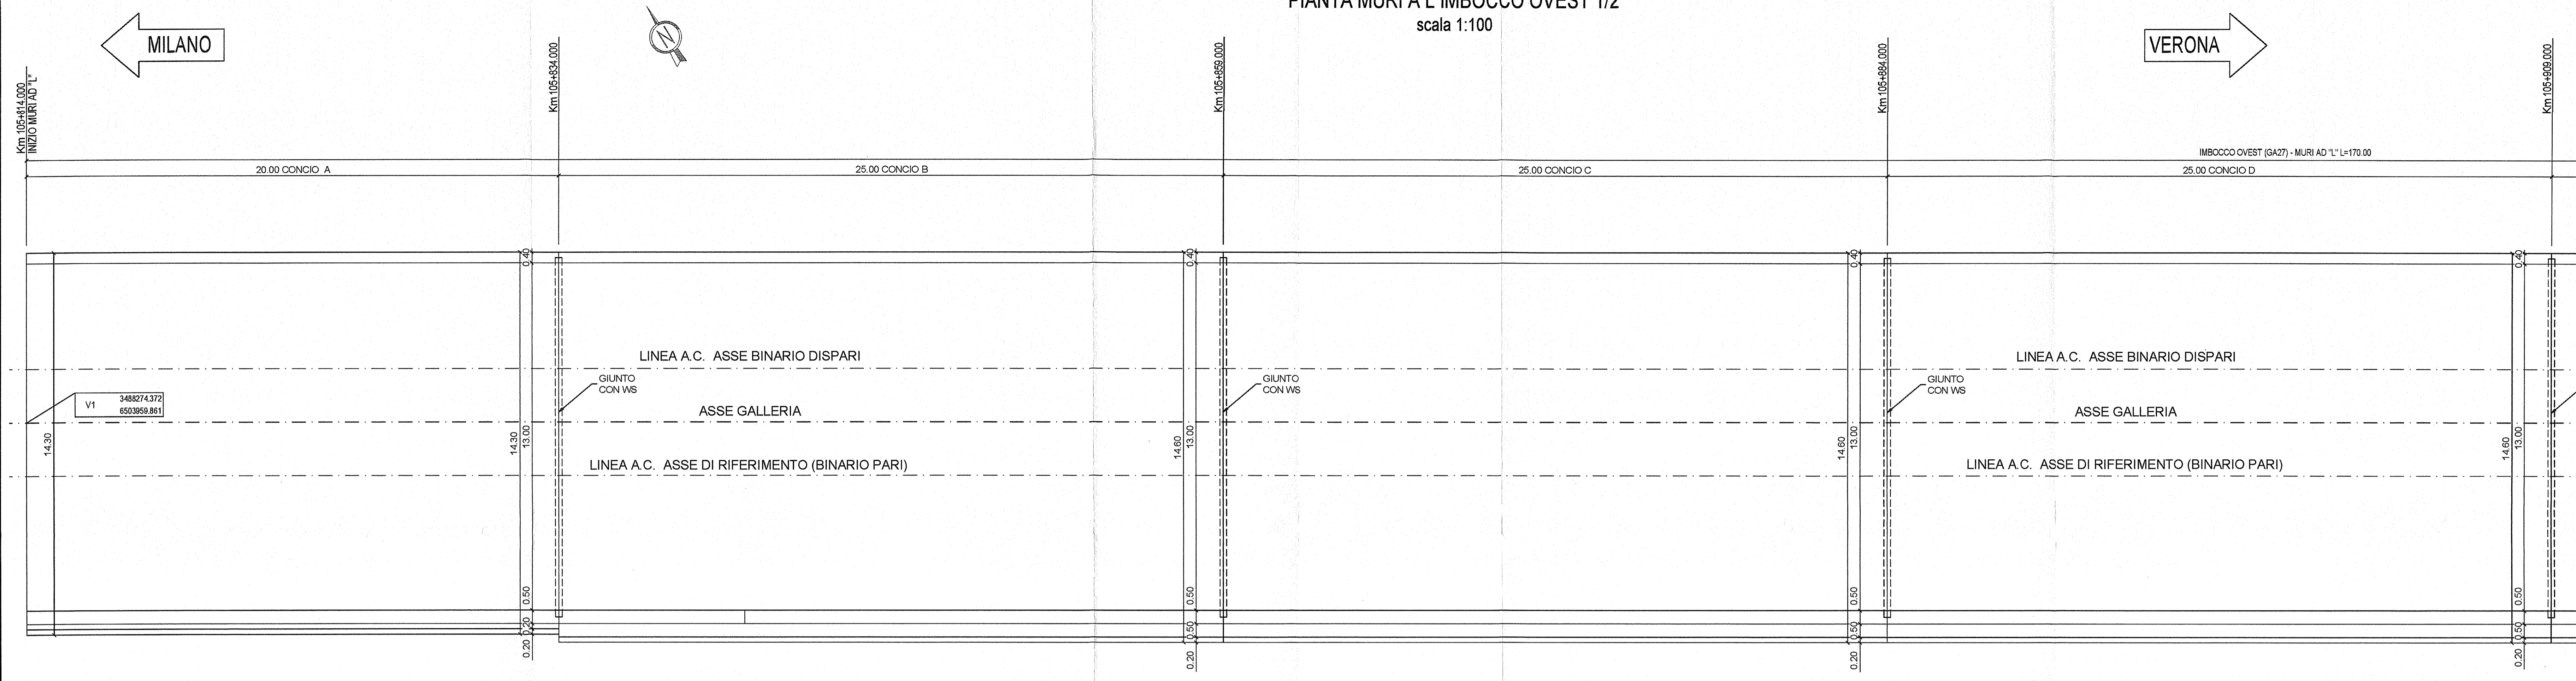 PIANTA MURI A L IMBOCCO OVEST 1/2
scala 1:100
MILANO
N
VERONA
Km 105+814.000
INIZIO MURI AD "L"
Km 105+834.000
Km 105+859.000
Km 105+884.000
Km 105+909.000
IMBOCCO OVEST (GA27) - MURI AD "L" L=170.00
20.00 CONCIO A
25.00 CONCIO B
25.00 CONCIO C
25.00 CONCIO D
0.40
0.40
0.40
0.40
LINEA A.C. ASSE BINARIO DISPARI
LINEA A.C. ASSE BINARIO DISPARI
GIUNTO
CON WS
GIUNTO
CON WS
GIUNTO
CON WS
V1
3488274.372
6503959.861
ASSE GALLERIA
ASSE GALLERIA
14.30
14.30
13.00
14.60
13.00
14.60
13.00
14.60
13.00
LINEA A.C. ASSE DI RIFERIMENTO (BINARIO PARI)
LINEA A.C. ASSE DI RIFERIMENTO (BINARIO PARI)
0.50
0.50
0.50
0.50
0.20
0.50
0.50
0.50
0.20
0.20
0.20
0.20